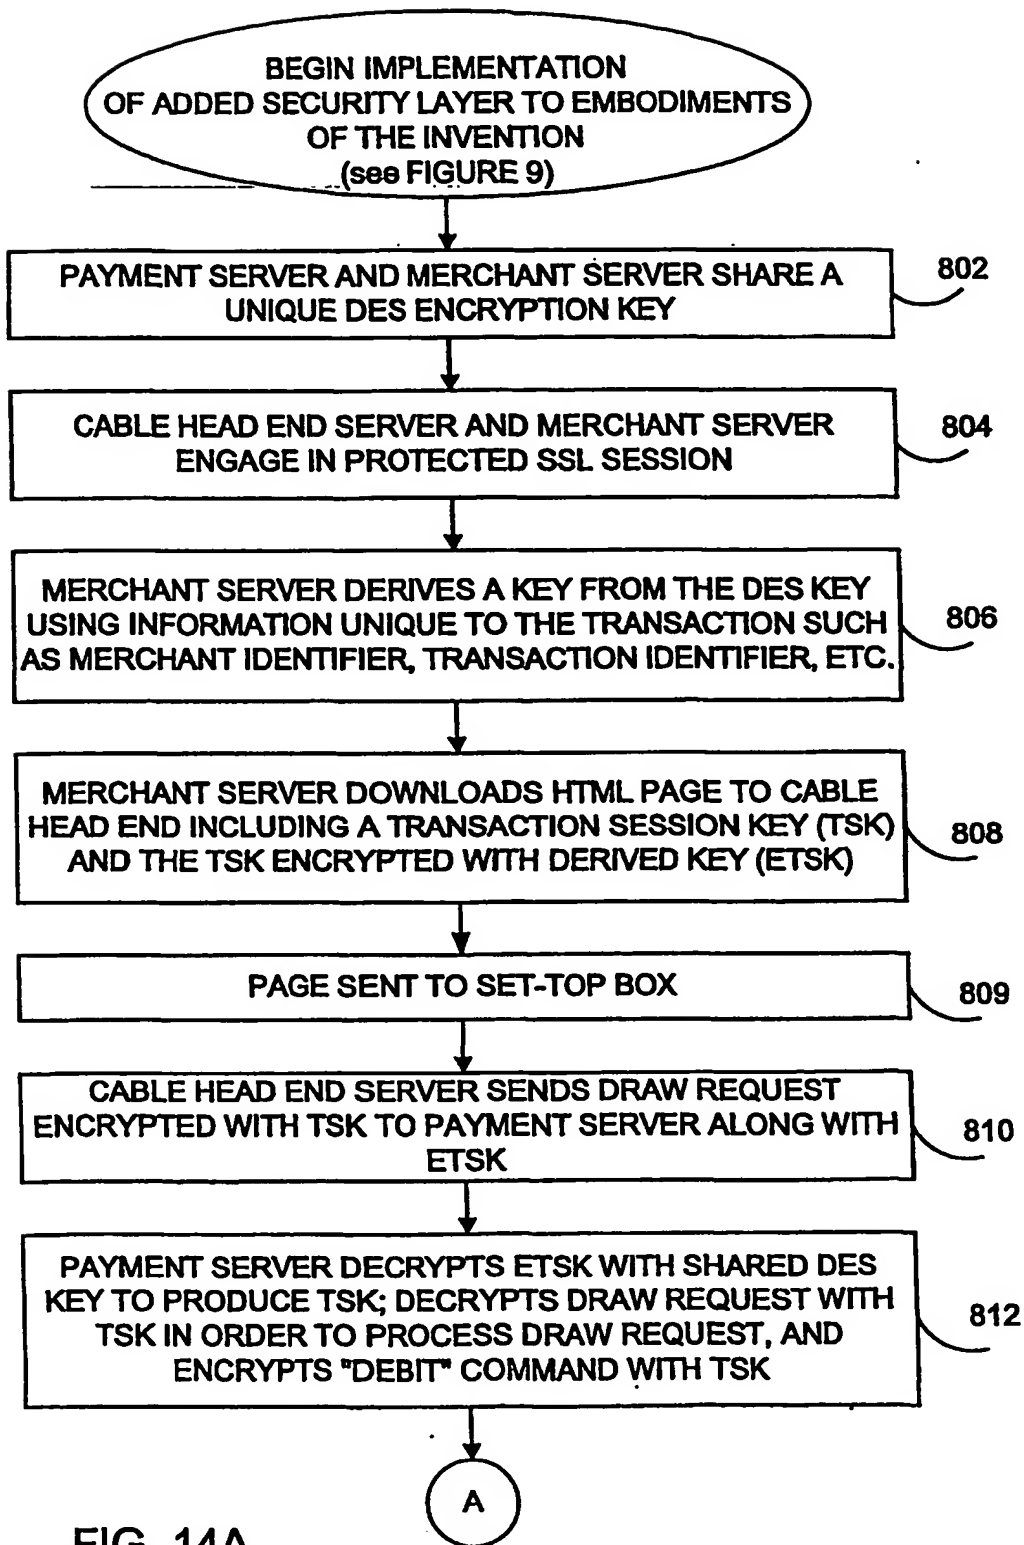 BEGIN IMPLEMENTATION
OF ADDED SECURITY LAYER TO EMBODIMENTS
OF THE INVENTION
(see FIGURE 9)
PAYMENT SERVER AND MERCHANT SERVER SHARE A
UNIQUE DES ENCRYPTION KEY
802
CABLE HEAD END SERVER AND MERCHANT SERVER
ENGAGE IN PROTECTED SSL SESSION
804
MERCHANT SERVER DERIVES A KEY FROM THE DES KEY
USING INFORMATION UNIQUE TO THE TRANSACTION SUCH
AS MERCHANT IDENTIFIER, TRANSACTION IDENTIFIER, ETC.
806
MERCHANT SERVER DOWNLOADS HTML PAGE TO CABLE
HEAD END INCLUDING A TRANSACTION SESSION KEY (TSK)
AND THE TSK ENCRYPTED WITH DERIVED KEY (ETSK)
808
PAGE SENT TO SET-TOP BOX
809
CABLE HEAD END SERVER SENDS DRAW REQUEST
ENCRYPTED WITH TSK TO PAYMENT SERVER ALONG WITH
ETSK
810
PAYMENT SERVER DECRYPTS ETSK WITH SHARED DES
KEY TO PRODUCE TSK; DECRYPTS DRAW REQUEST WITH
TSK IN ORDER TO PROCESS DRAW REQUEST, AND
ENCRYPTS "DEBIT" COMMAND WITH TSK
812
A
FIG. 14A